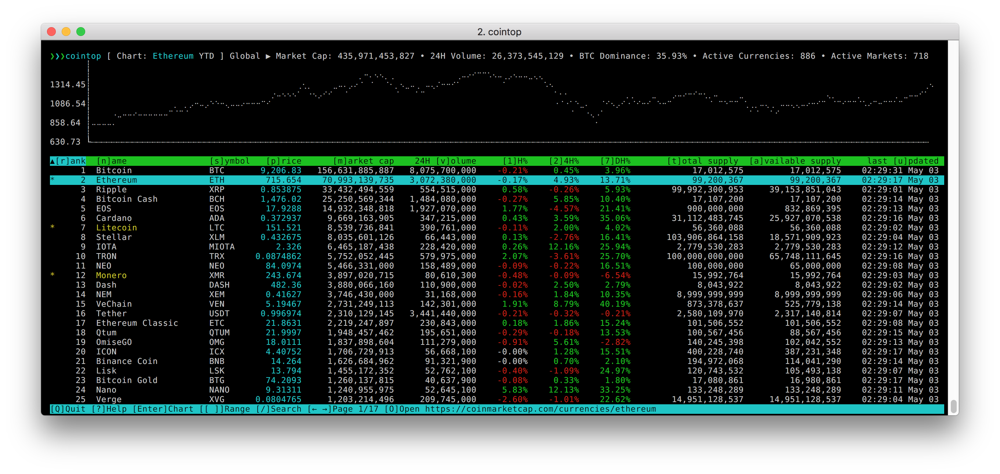 2. cointop
❯❯❯cointop [ Chart: Ethereum YTD ] Global ▶ Market Cap: 435,971,453,827 • 24H Volume: 26,373,545,129 • BTC Dominance: 35.93% • Active Currencies: 886 • Active Markets: 718
1314.45
1086.54
858.64
630.73
▲[r]ank [n]ame [s]ymbol [p]rice [m]arket cap 24H [v]olume [1]H% [2]4H% [7]DH% [t]otal supply [a]vailable supply last [u]pdated
1 Bitcoin BTC 9,206.83 156,631,885,887 8,075,700,000 -0.21% 0.45% 3.96% 17,012,575 17,012,575 02:29:31 May 03
* 2 Ethereum ETH 715.654 70,993,139,735 3,072,380,000 -0.17% 4.93% 13.71% 99,200,367 99,200,367 02:29:17 May 03
3 Ripple XRP 0.853875 33,432,494,559 554,515,000 0.58% -0.26% 5.93% 99,992,300,953 39,153,851,043 02:29:01 May 03
4 Bitcoin Cash BCH 1,476.02 25,250,569,344 1,484,080,000 -0.27% 5.85% 10.40% 17,107,200 17,107,200 02:29:14 May 03
5 EOS EOS 17.9288 14,932,348,818 1,927,070,000 1.77% -4.57% 21.41% 900,000,000 832,869,395 02:29:13 May 03
6 Cardano ADA 0.372937 9,669,163,905 347,215,000 0.43% 3.59% 35.06% 31,112,483,745 25,927,070,538 02:29:16 May 03
* 7 Litecoin LTC 151.521 8,539,736,841 390,761,000 -0.11% 2.00% 4.02% 56,360,088 56,360,088 02:29:02 May 03
8 Stellar XLM 0.432675 8,035,601,126 66,443,000 0.13% -2.76% 16.41% 103,906,864,158 18,571,909,923 02:29:04 May 03
9 IOTA MIOTA 2.326 6,465,187,438 228,420,000 0.26% 12.16% 25.94% 2,779,530,283 2,779,530,283 02:29:12 May 03
10 TRON TRX 0.0874862 5,752,052,445 579,975,000 2.07% -3.61% 25.70% 100,000,000,000 65,748,111,645 02:29:16 May 03
11 NEO NEO 84.0974 5,466,331,000 158,489,000 -0.09% -0.22% 16.51% 100,000,000 65,000,000 02:29:08 May 03
* 12 Monero XMR 243.674 3,897,020,715 80,610,300 -0.48% -0.09% -6.54% 15,992,764 15,992,764 02:29:03 May 03
13 Dash DASH 482.36 3,880,066,160 110,900,000 -0.02% 2.50% 2.79% 8,043,922 8,043,922 02:29:02 May 03
14 NEM XEM 0.41627 3,746,430,000 31,168,000 -0.16% 1.84% 10.35% 8,999,999,999 8,999,999,999 02:29:06 May 03
15 VeChain VEN 5.19467 2,731,249,113 142,301,000 1.91% 8.79% 40.19% 873,378,637 525,779,138 02:29:14 May 03
16 Tether USDT 0.996974 2,310,129,145 3,441,440,000 -0.21% -0.32% -0.21% 2,580,109,970 2,317,140,814 02:29:07 May 03
17 Ethereum Classic ETC 21.8631 2,219,247,897 230,843,000 0.18% 1.86% 15.24% 101,506,552 101,506,552 02:29:08 May 03
18 Qtum QTUM 21.9997 1,948,457,462 195,651,000 -0.29% -0.18% 13.53% 100,567,456 88,567,456 02:29:15 May 03
19 OmiseGO OMG 18.0111 1,837,898,604 111,279,000 -0.91% 5.61% -2.82% 140,245,398 102,042,552 02:29:13 May 03
20 ICON ICX 4.40752 1,706,729,913 56,668,100 -0.00% 1.28% 15.51% 400,228,740 387,231,348 02:29:17 May 03
21 Binance Coin BNB 14.264 1,626,684,962 91,321,900 -0.00% 0.70% 2.10% 194,972,068 114,041,290 02:29:14 May 03
22 Lisk LSK 13.794 1,455,172,352 52,762,100 -0.40% -1.09% 24.97% 120,743,532 105,493,138 02:29:07 May 03
23 Bitcoin Gold BTG 74.2093 1,260,137,815 40,637,900 -0.08% 0.33% 1.80% 17,080,861 16,980,861 02:29:17 May 03
24 Nano NANO 9.31311 1,240,955,975 52,645,100 5.83% 12.13% 33.25% 133,248,289 133,248,289 02:29:11 May 03
25 Verge XVG 0.0804765 1,203,214,496 209,745,000 -2.60% -1.01% 22.62% 14,951,128,537 14,951,128,537 02:29:04 May 03
[Q]Quit [?]Help [Enter]Chart [[ ]]Range [/]Search [← →]Page 1/17 [O]Open https://coinmarketcap.com/currencies/ethereum